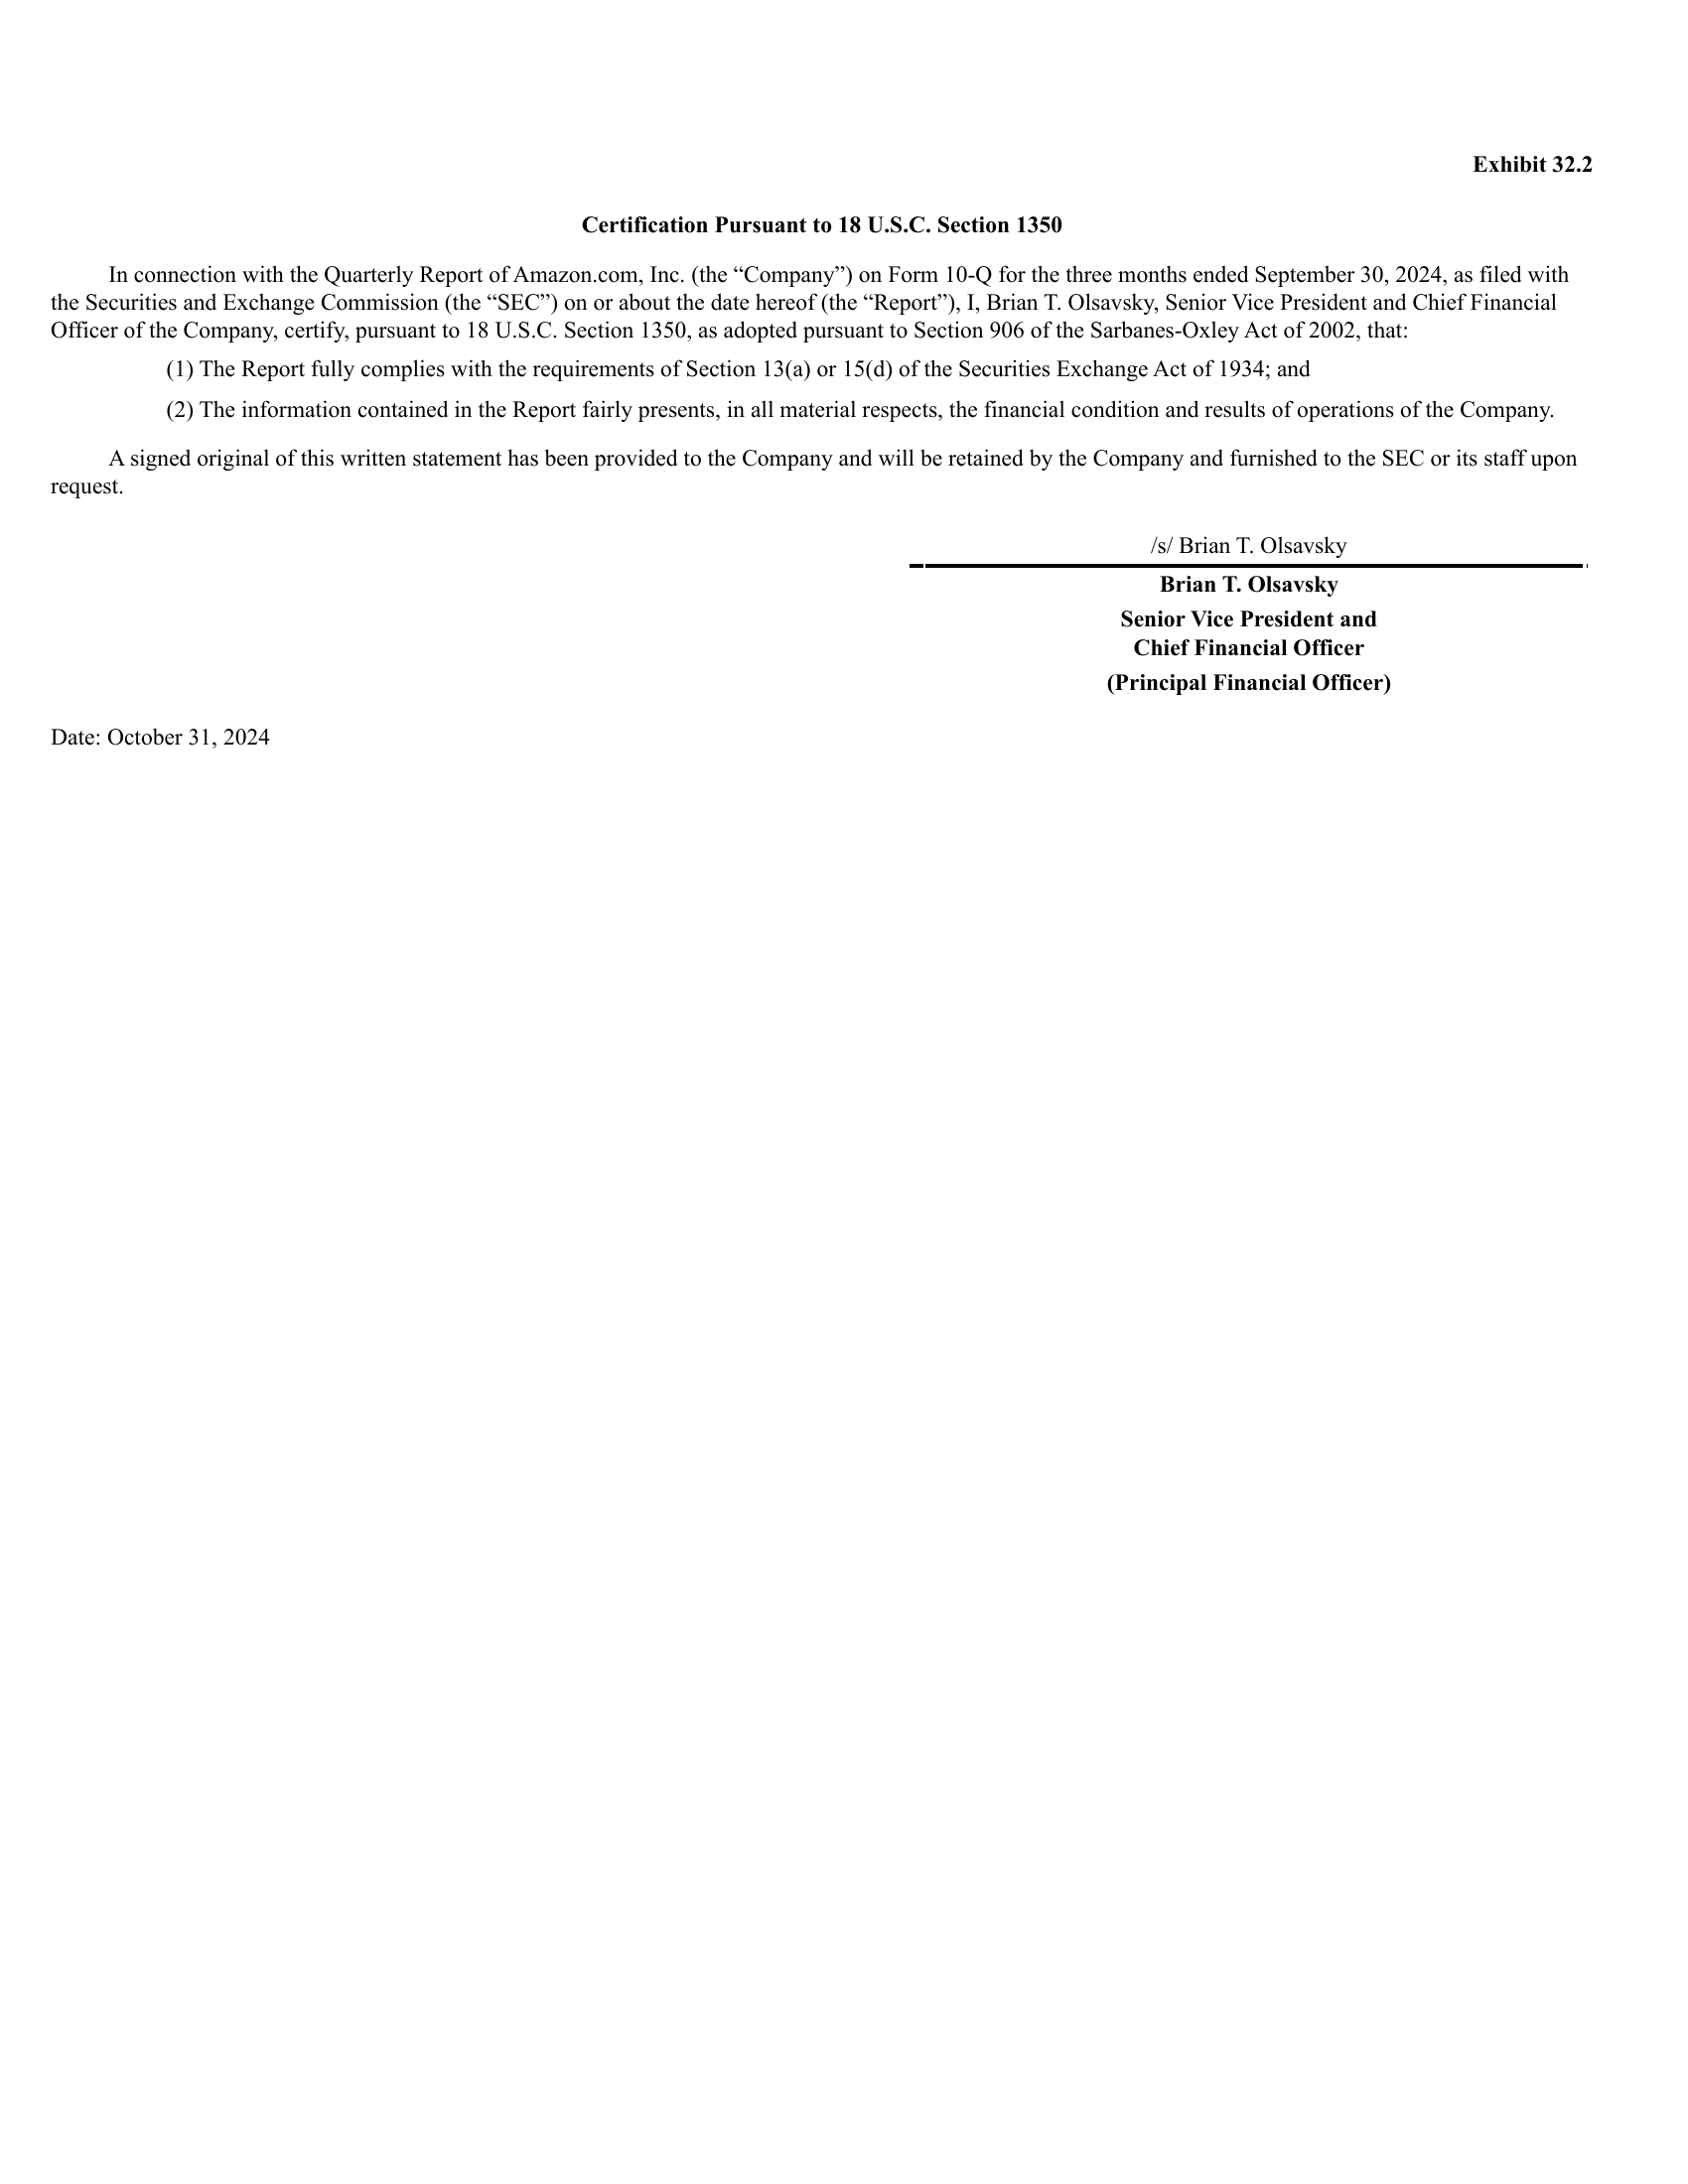 Exhibit 32.2
Certification Pursuant to 18 U.S.C. Section 1350
In connection with the Quarterly Report of Amazon.com, Inc. (the “Company”) on Form 10-Q for the three months ended September 30, 2024, as filed with
the Securities and Exchange Commission (the “SEC”) on or about the date hereof (the “Report”), I, Brian T. Olsavsky, Senior Vice President and Chief Financial
Officer of the Company, certify, pursuant to 18 U.S.C. Section 1350, as adopted pursuant to Section 906 of the Sarbanes-Oxley Act of 2002, that:
(1) The Report fully complies with the requirements of Section 13(a) or 15(d) of the Securities Exchange Act of 1934; and
(2) The information contained in the Report fairly presents, in all material respects, the financial condition and results of operations of the Company.
A signed original of this written statement has been provided to the Company and will be retained by the Company and furnished to the SEC or its staff upon
request.
/s/ Brian T. Olsavsky
Brian T. Olsavsky
Senior Vice President and
Chief Financial Officer
(Principal Financial Officer)
Date: October 31, 2024